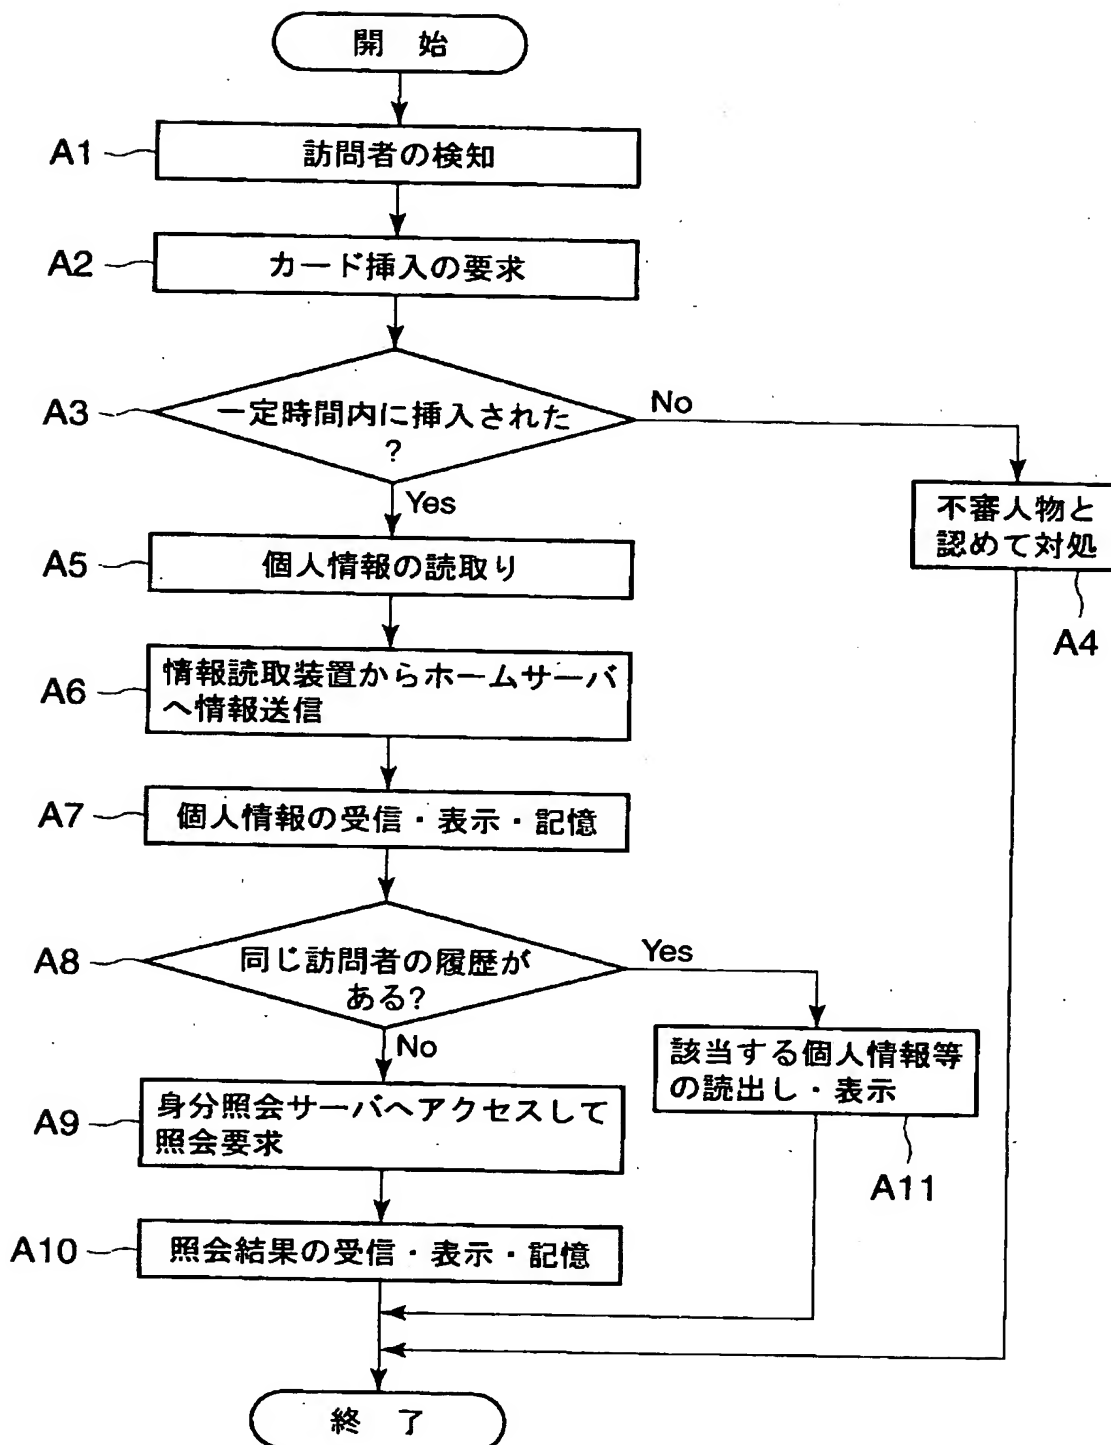 開 始
A1
訪問者の検知
A2
カード挿入の要求
A3
一定時間内に挿入された
?
No
Yes
不審人物と
認めて対処
A4
A5
個人情報の読取り
A6
情報読取装置からホームサーバ
へ情報送信
A7
個人情報の受信・表示・記憶
A8
同じ訪問者の履歴が
ある?
Yes
No
該当する個人情報等
の読出し・表示
A11
A9
身分照会サーバへアクセスして
照会要求
A10
照会結果の受信・表示・記憶
終 了